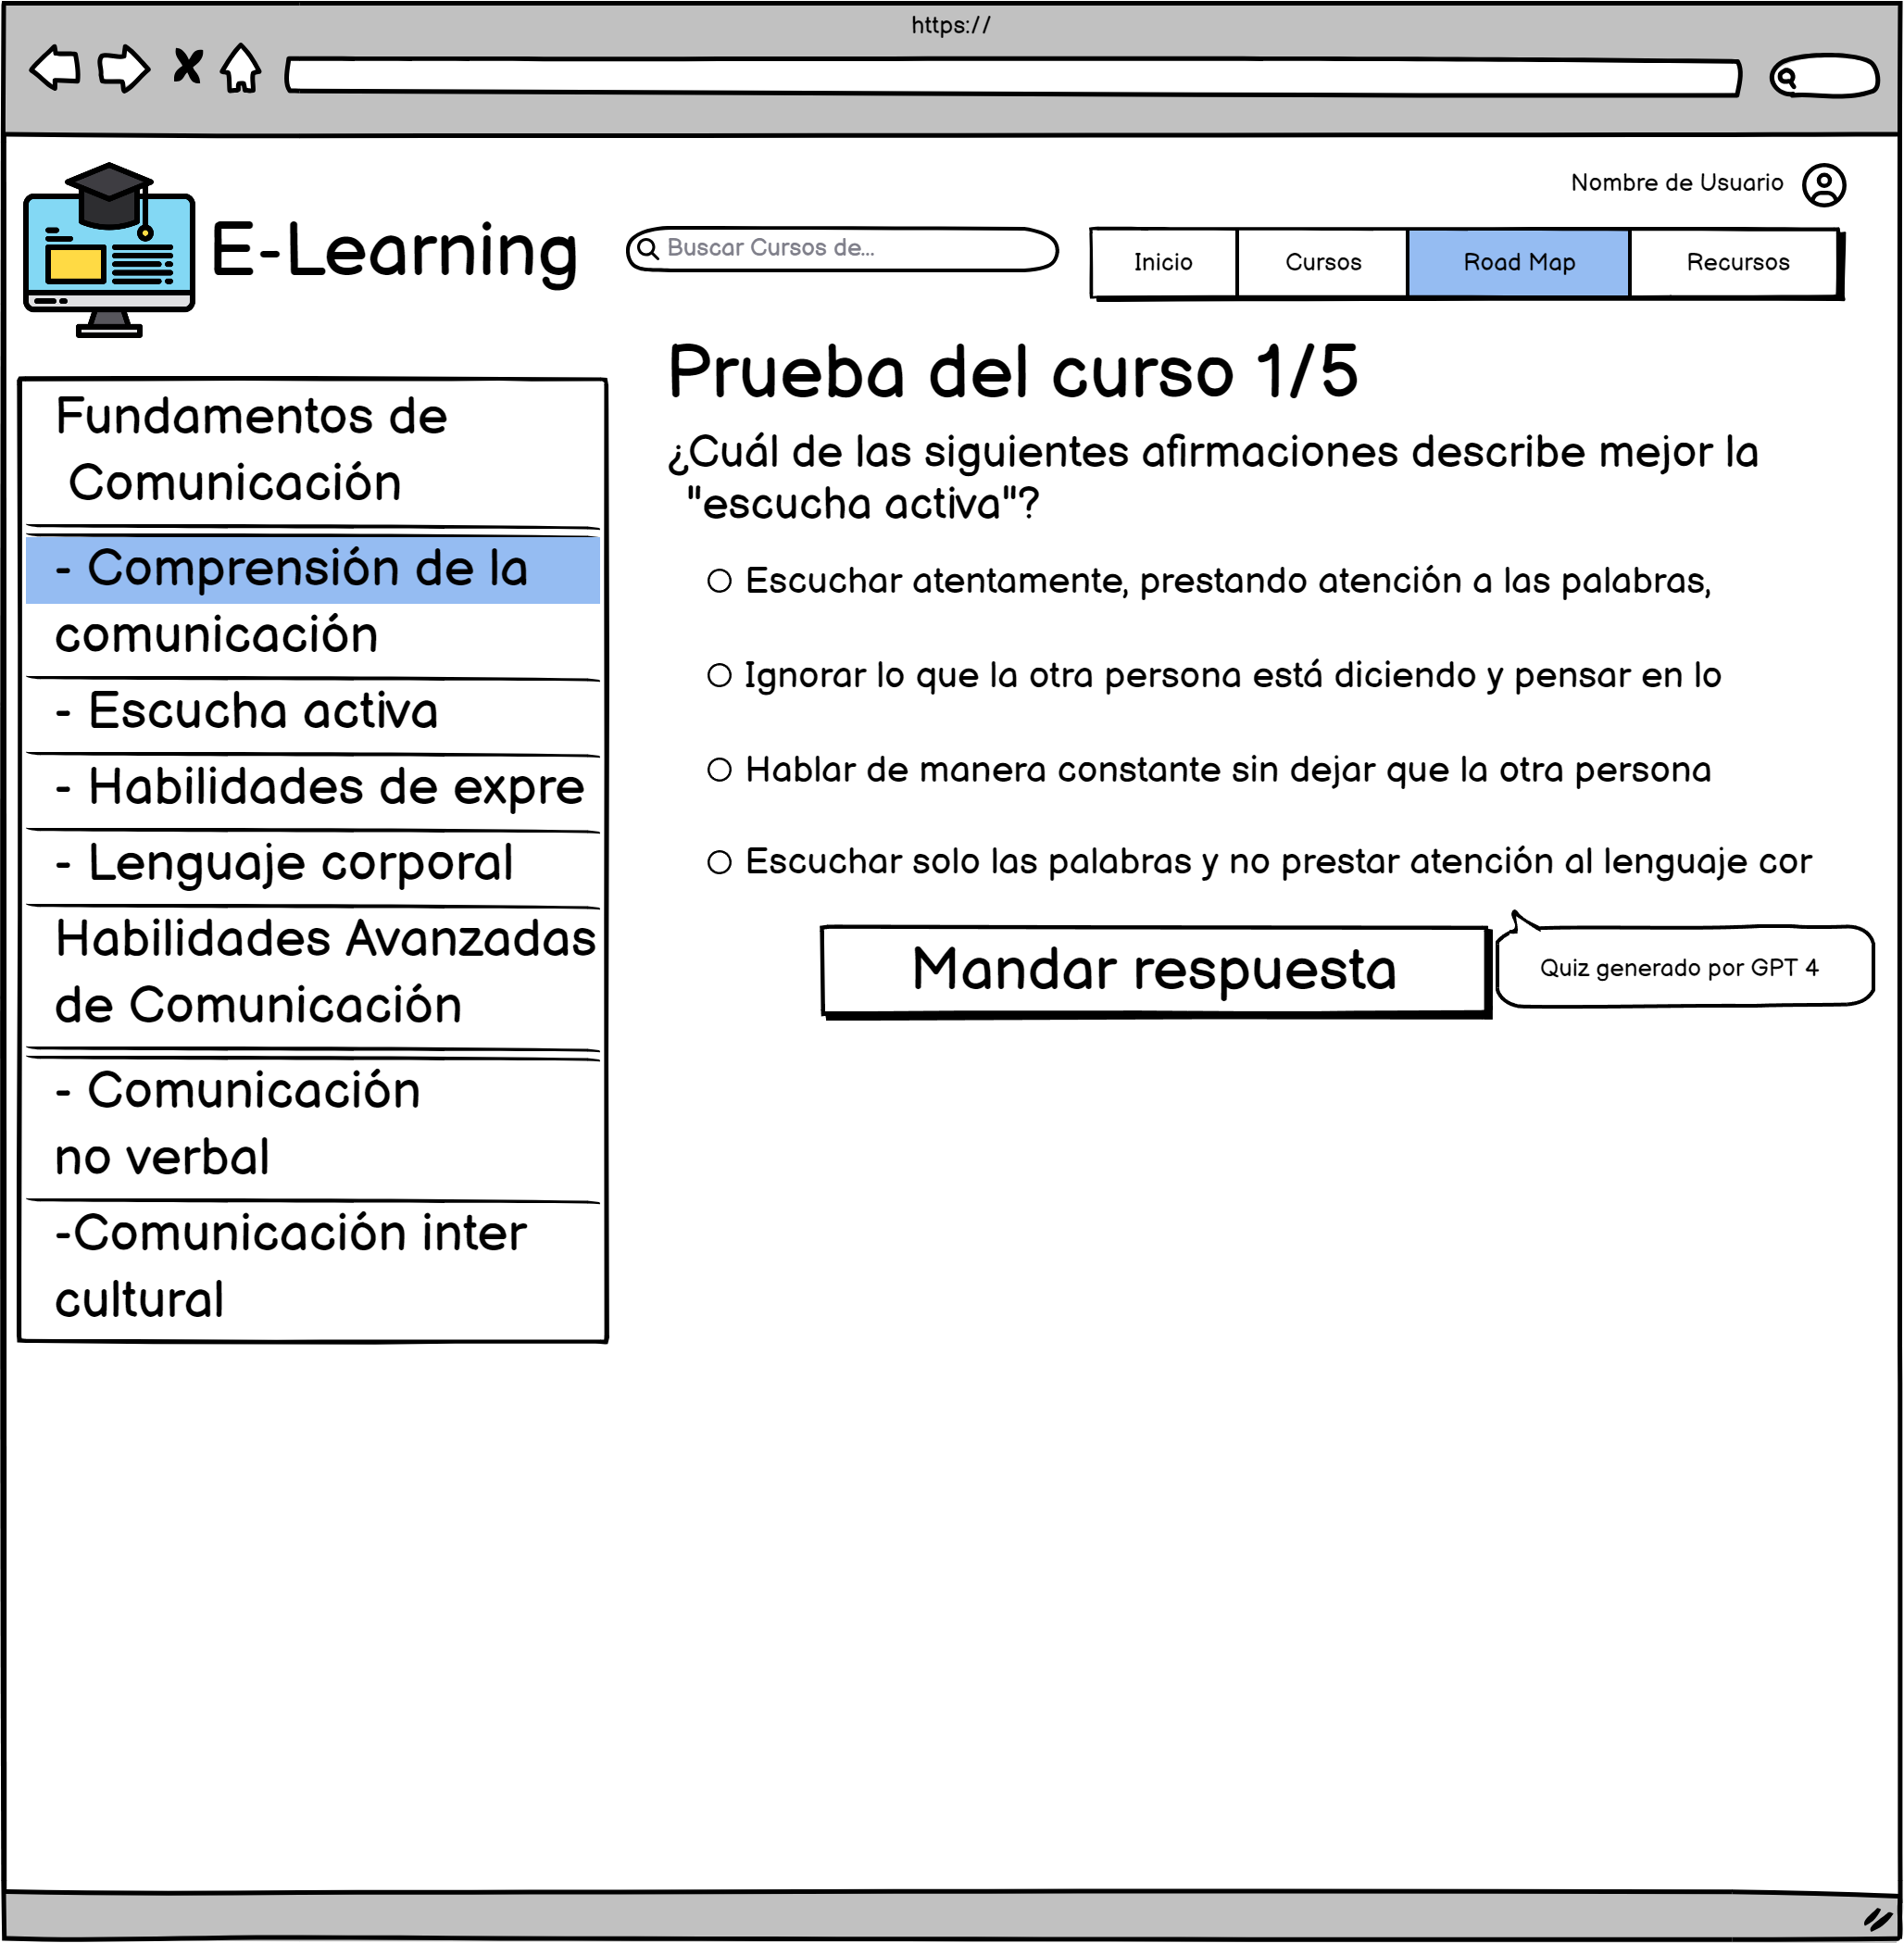 https://
Nombre de Usuario
E-Learning
Buscar Cursos de...
Inicio
Cursos
Road Map
Recursos
Fundamentos de
Comunicación
- Comprensión de la
comunicación
- Escucha activa
- Habilidades de expre
- Lenguaje corporal
Habilidades Avanzadas
de Comunicación
- Comunicación
no verbal
-Comunicación inter
cultural
Prueba del curso 1/5
¿Cuál de las siguientes afirmaciones describe mejor la
"escucha activa"?
Escuchar atentamente, prestando atención a las palabras,
Ignorar lo que la otra persona está diciendo y pensar en lo
Hablar de manera constante sin dejar que la otra persona
Escuchar solo las palabras y no prestar atención al lenguaje cor
Mandar respuesta
Quiz generado por GPT 4